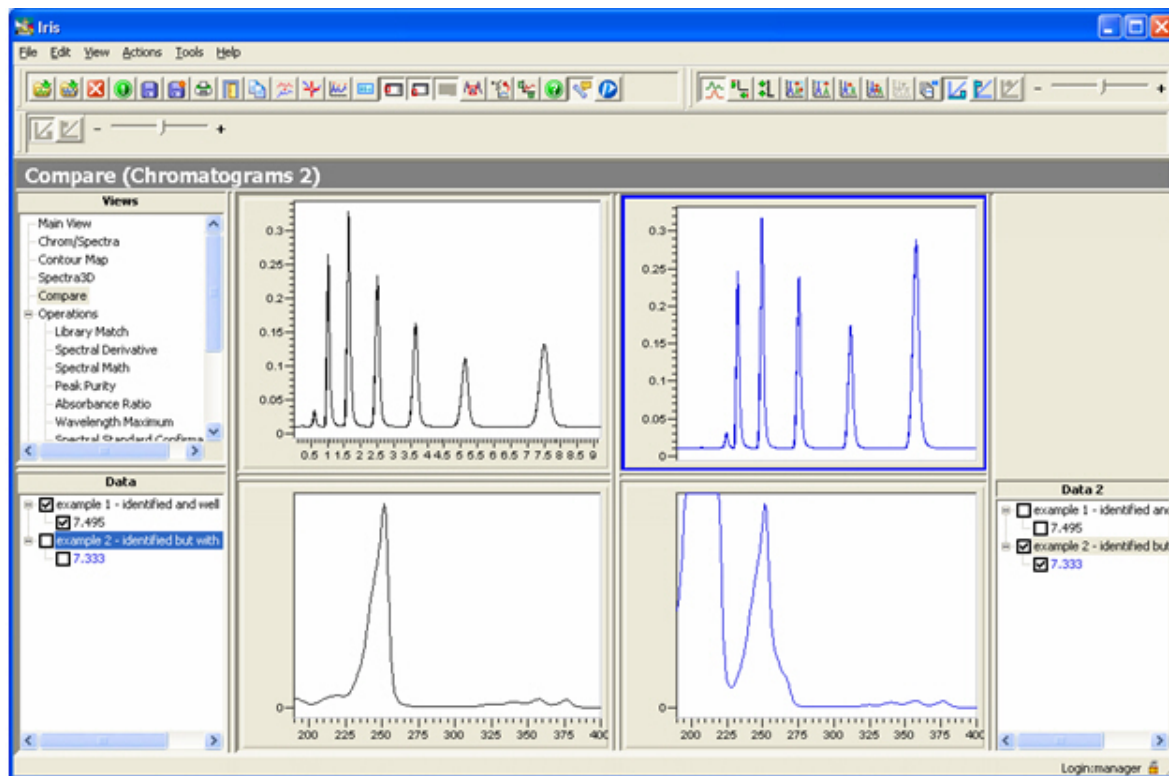 Iris
File Edit View Actions Tools Help
- +
- +
Compare (Chromatograms 2)
Views
Main View
Chrom/Spectra
Contour Map
Spectra3D
Compare
Operations
Library Match
Spectral Derivative
Spectral Math
Peak Purity
Absorbance Ratio
Wavelength Maximum
Spectral Standard Confirma
0.3
0.25
0.2
0.15
0.1
0.05
0
0.5 1 1.5 2 2.5 3 3.5 4 4.5 5 5.5 6 6.5 7 7.5 8 8.5 9
0.3
0.25
0.2
0.15
0.1
0.05
0
Data
example 1 - identified and well
7.495
example 2 - identified but with
7.333
0
200 225 250 275 300 325 350 375 400
0
200 225 250 275 300 325 350 375 400
Data 2
example 1 - identified and
7.495
example 2 - identified but
7.333
Login:manager